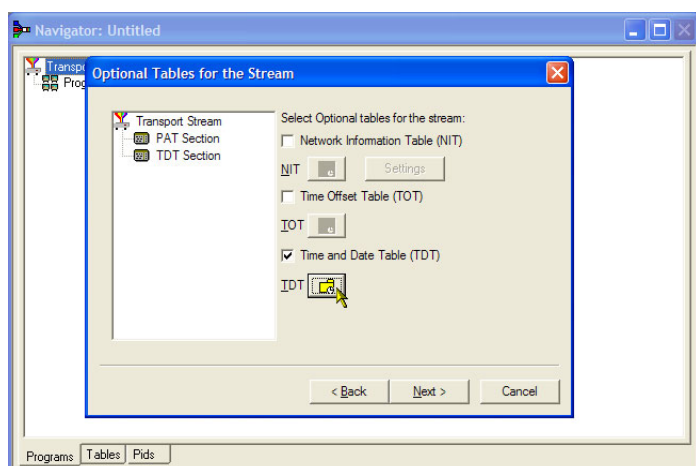 Navigator: Untitled
Transpo
Prog
Optional Tables for the Stream
Transport Stream
PAT Section
TDT Section
Select Optional tables for the stream:
Network Information Table (NIT)
NIT Settings
Time Offset Table (TOT)
TOT
Time and Date Table (TDT)
TDT
< Back Next > Cancel
Programs Tables Pids